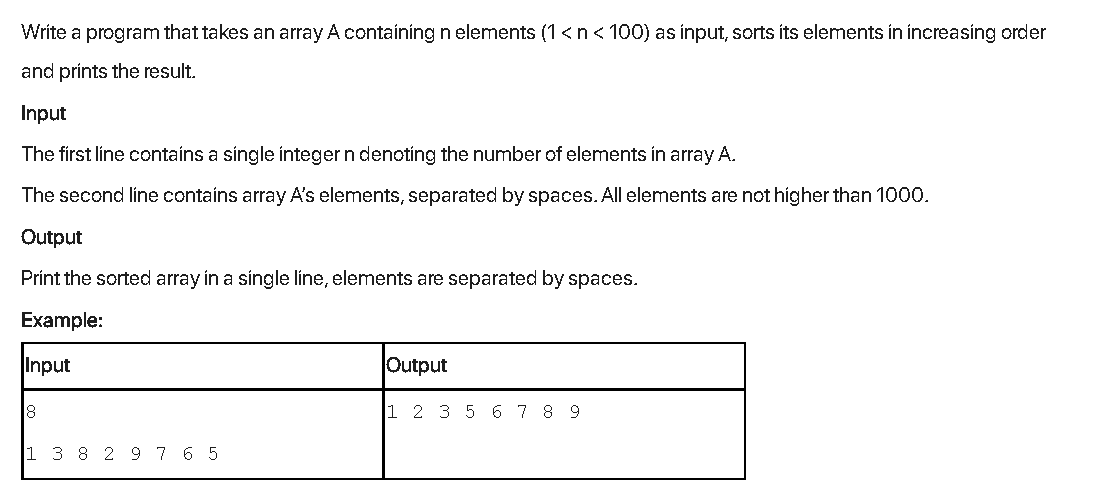 Write a program that takes an array A containing n elements (1 < n < 100) as input, sorts its elements in increasing order
and prints the result.
Input
The first line contains a single integer n denoting the number of elements in array A.
The second line contains array A's elements, separated by spaces. All elements are not higher than 1000.
Output
Print the sorted array in a single line, elements are separated by spaces.
Example:
Input Output
8 1 2 3 5 6 7 8 9
1 3 8 2 9 7 6 5